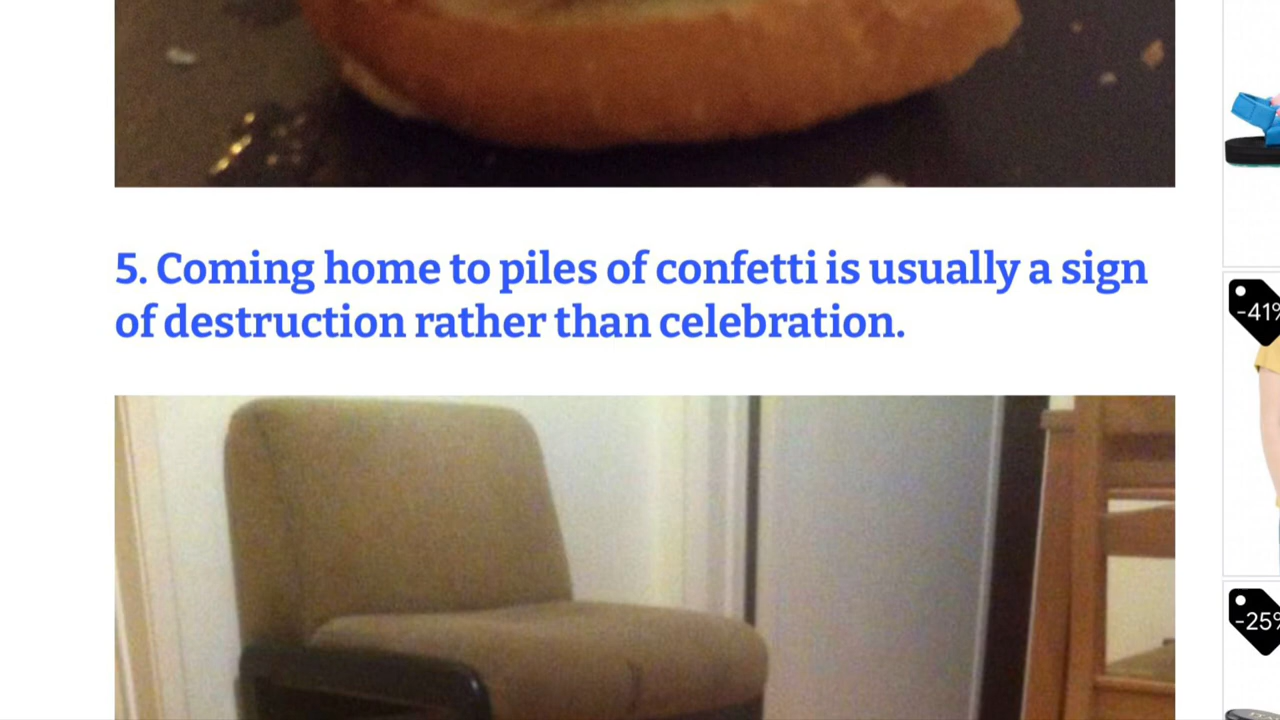 5. Coming home to piles of confetti is usually a sign
of destruction rather than celebration.
-41%
-25%